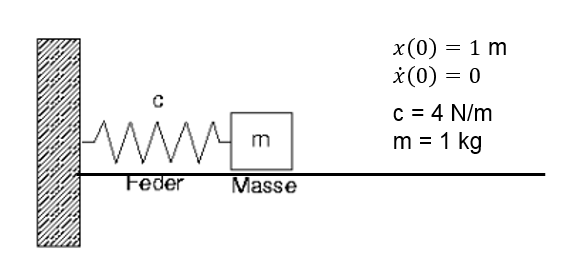 x(0) = 1 m
ẋ(0) = 0
c = 4 N/m
m = 1 kg
c
m
Feder Masse